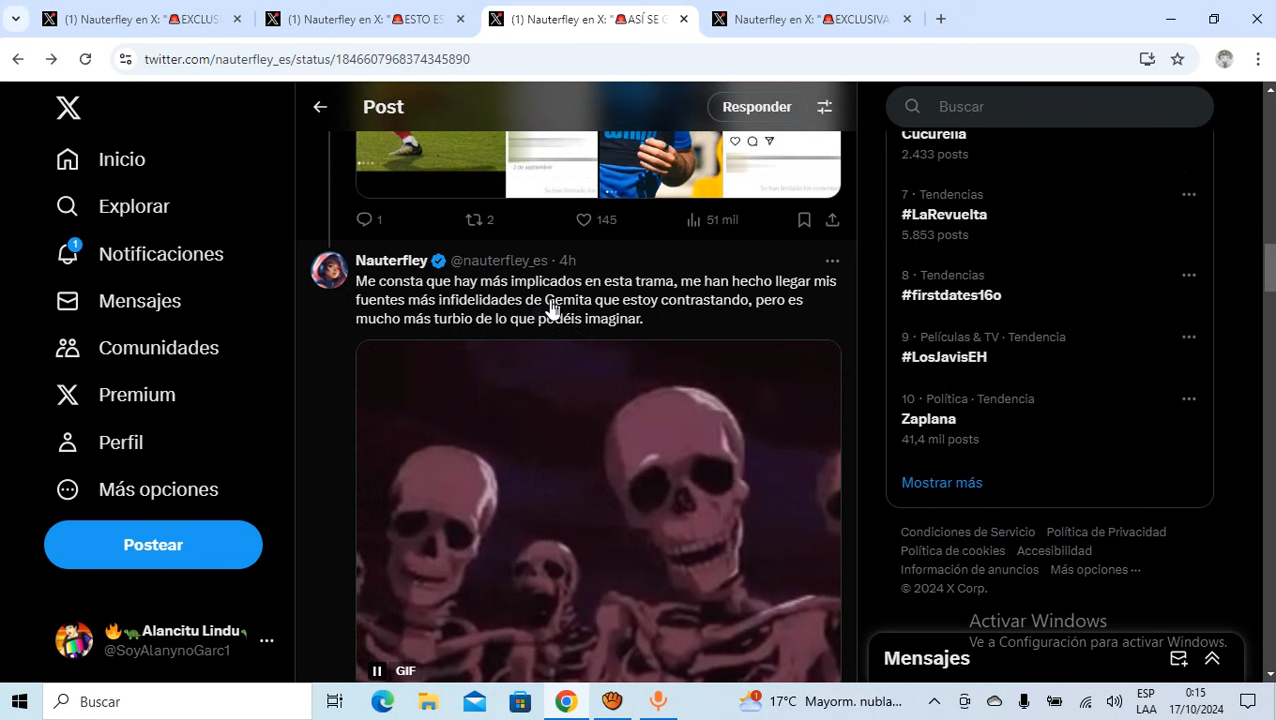 (1) Nauterfley en X: "🚨EXCLUS
(1) Nauterfley en X: "🚨ESTO ES
(1) Nauterfley en X: "🚨ASÍ SE G
Nauterfley en X: "🚨EXCLUSIVA
twitter.com/nauterfley_es/status/1846607968374345890
Inicio
Explorar
1
Notificaciones
Mensajes
Comunidades
Premium
Perfil
Más opciones
Postear
🔥🦖Alancitu Lindu
@SoyAlanynoGarc1
Post
Responder
1 de septiembre
1
2
145
51 mil
Nauterfley @nauterfley_es · 4h
Me consta que hay más implicados en esta trama, me han hecho llegar mis
fuentes más infidelidades de Gemita que estoy contrastando, pero es
mucho más turbio de lo que podéis imaginar.
GIF
Buscar
Cucurella
2.433 posts
7 · Tendencias
#LaRevuelta
5.853 posts
8 · Tendencias
#firstdates16o
9 · Películas & TV · Tendencia
#LosJavisEH
10 · Política · Tendencia
Zaplana
41,4 mil posts
Mostrar más
Condiciones de Servicio Política de Privacidad
Política de cookies Accesibilidad
Información de anuncios Más opciones ···
© 2024 X Corp.
Activar Windows
Ve a Configuración para activar Windows.
Mensajes
Buscar
1
17°C Mayorm. nubla...
ESP
LAA
0:15
17/10/2024